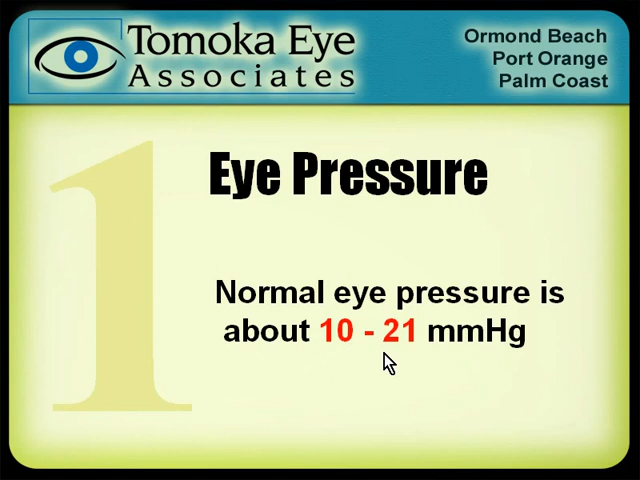 Tomoka Eye
Associates
Ormond Beach
Port Orange
Palm Coast
1
Eye Pressure
Normal eye pressure is
about 10 - 21 mmHg